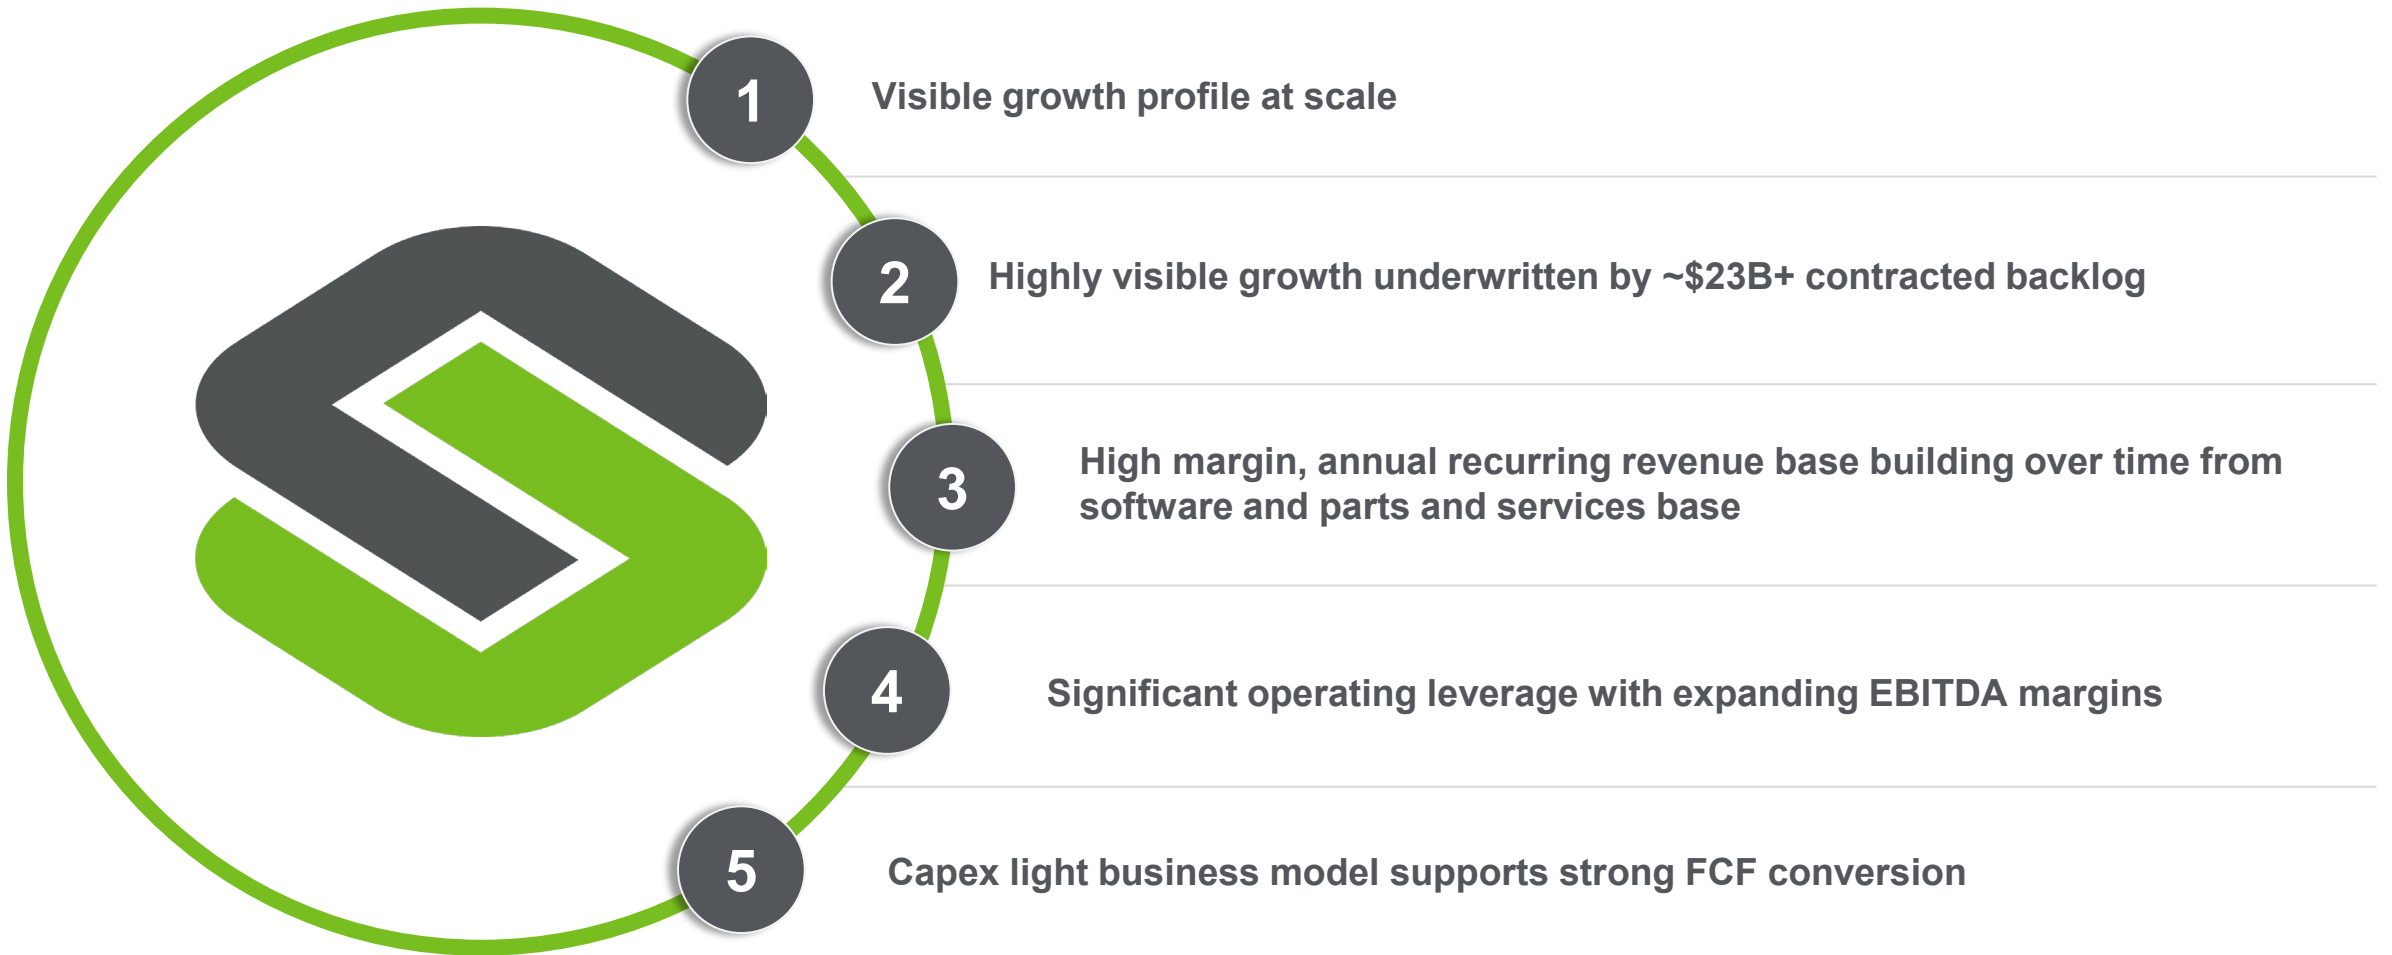 1
Visible growth profile at scale
2
Highly visible growth underwritten by ~$23B+ contracted backlog
3
High margin, annual recurring revenue base building over time from
software and parts and services base
4
Significant operating leverage with expanding EBITDA margins
5
Capex light business model supports strong FCF conversion